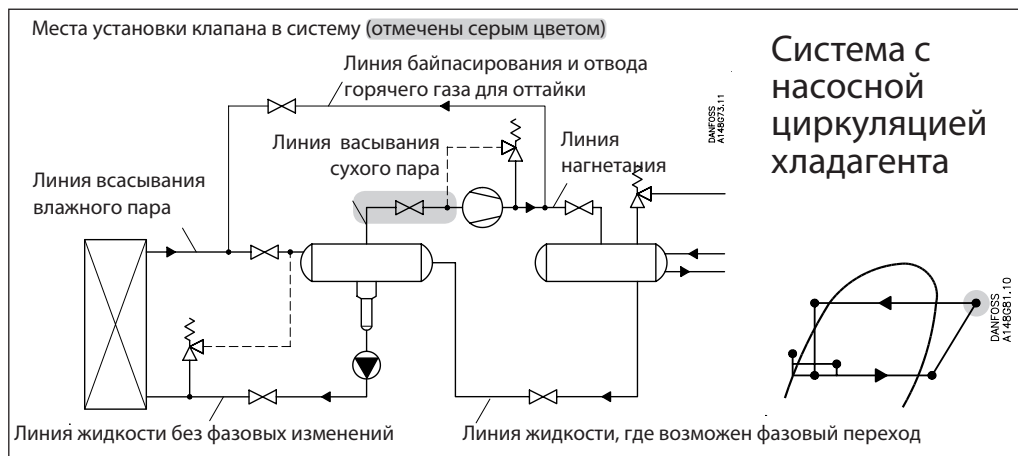 Места установки клапана в систему (отмечены серым цветом)
Система с
насосной
циркуляцией
хладагента
Линия байпасирования и отвода
горячего газа для оттайки
DANFOSS
A148G73.11
Линия васывания
сухого пара
Линия
нагнетания
Линия всасывания
влажного пара
DANFOSS
A148G81.10
Линия жидкости без фазовых изменений
Линия жидкости, где возможен фазовый переход